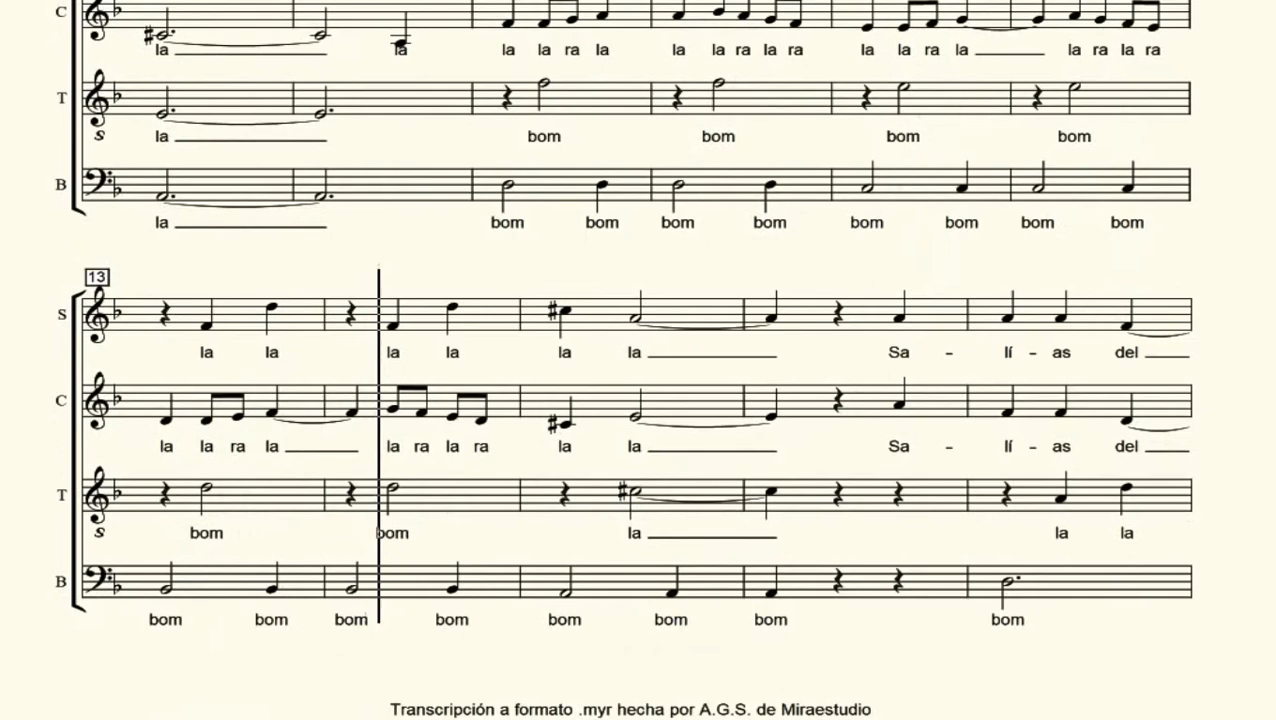 C
la la la la ra la la la ra la ra la la ra la la ra la ra
T
8 la bom bom bom bom
B
la bom bom bom bom bom bom bom bom
13
S
la la la la la la Sa - lí - as del
C
la la ra la la ra la ra la la Sa - lí - as del
T
8 bom bom la la la
B
bom bom bom bom bom bom bom bom
Transcripción a formato .myr hecha por A.G.S. de Miraestudio